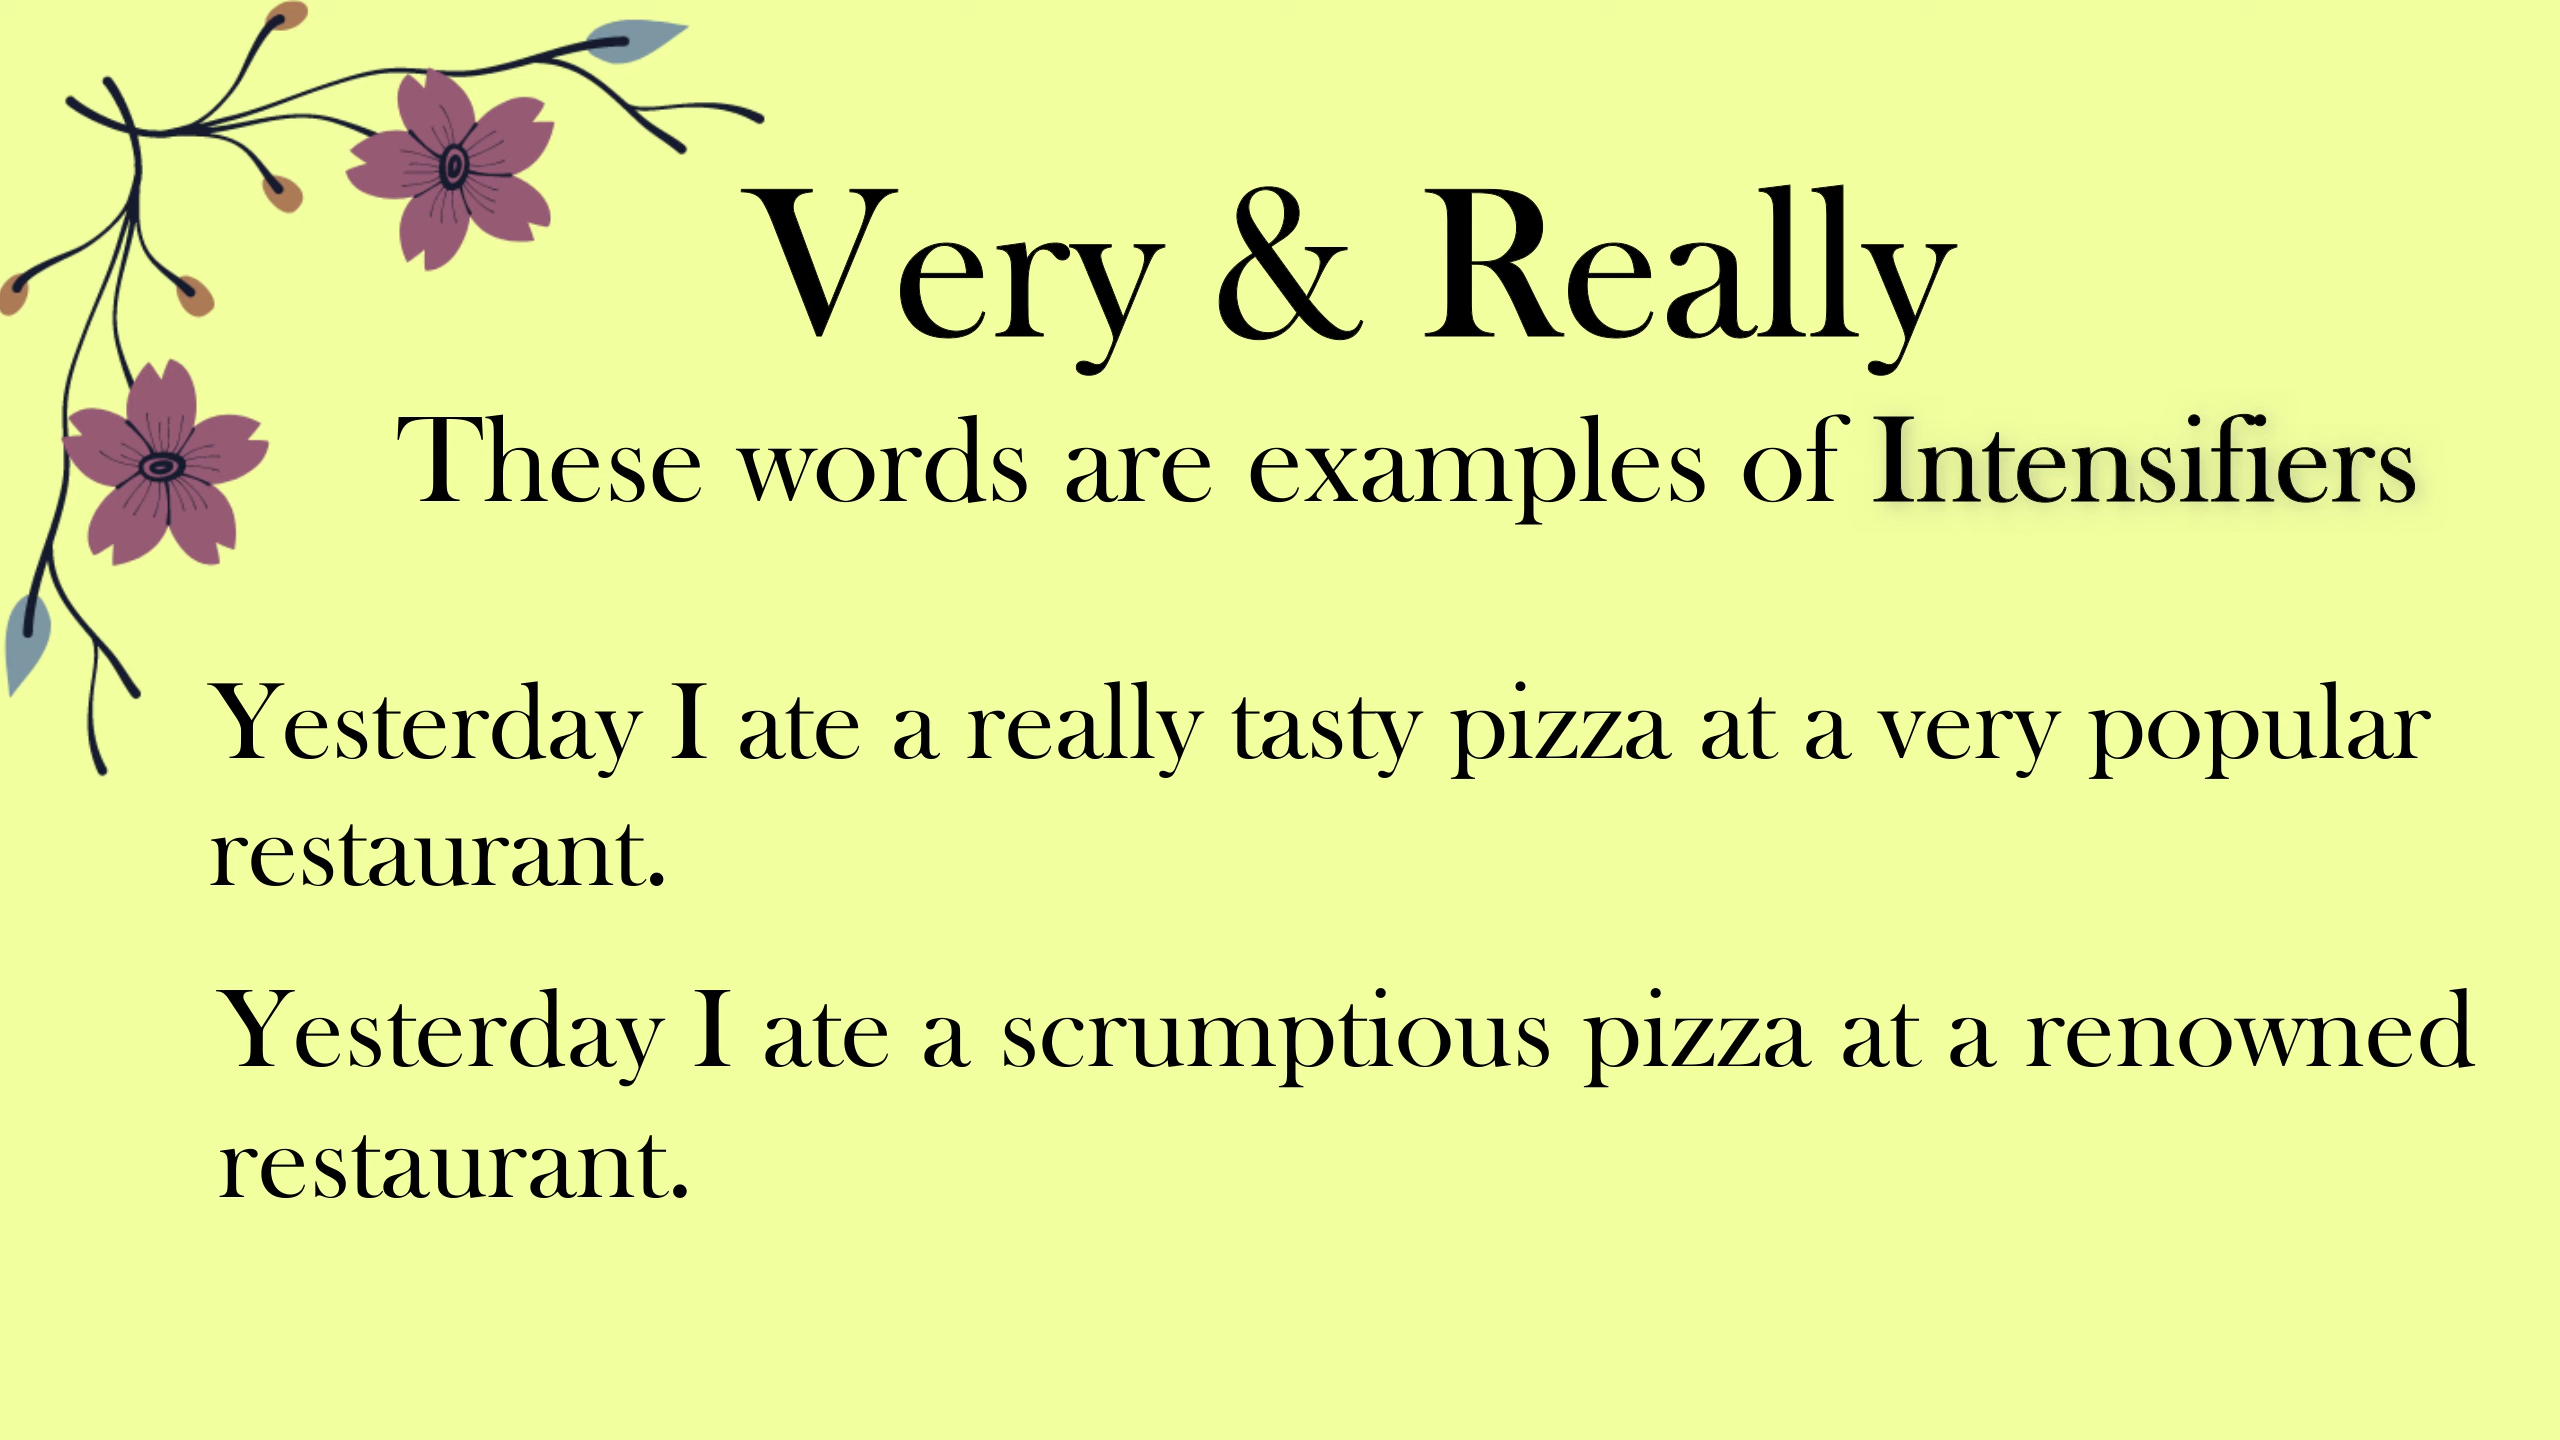 Very & Really
These words are examples of Intensifiers
Yesterday I ate a really tasty pizza at a very popular
restaurant.
Yesterday I ate a scrumptious pizza at a renowned
restaurant.